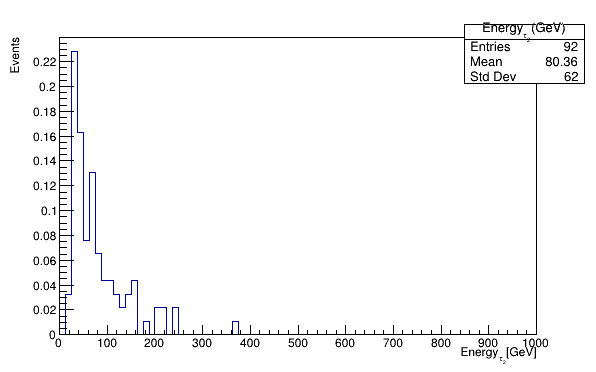 Energy_τ₂(GeV)
Entries 92
Mean 80.36
Std Dev 62
Events
0.22
0.2
0.18
0.16
0.14
0.12
0.1
0.08
0.06
0.04
0.02
0
0 100 200 300 400 500 600 700 800 900 1000
Energy_τ₂[GeV]